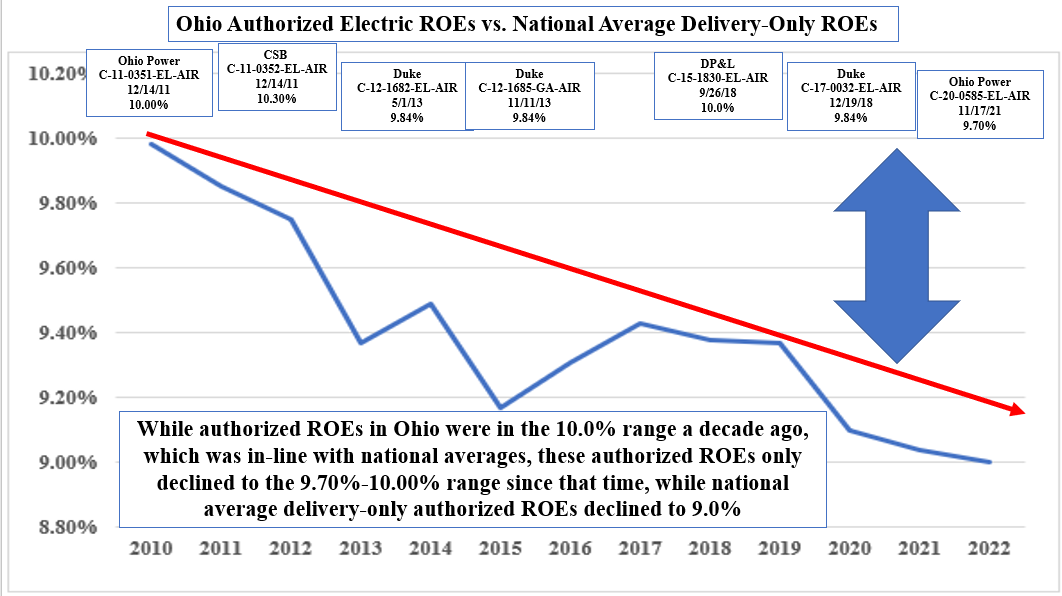 Ohio Authorized Electric ROEs vs. National Average Delivery-Only ROEs
Ohio Power
C-11-0351-EL-AIR
12/14/11
10.00%
CSB
C-11-0352-EL-AIR
12/14/11
10.30%
Duke
C-12-1682-EL-AIR
5/1/13
9.84%
Duke
C-12-1685-GA-AIR
11/11/13
9.84%
DP&L
C-15-1830-EL-AIR
9/26/18
10.0%
Duke
C-17-0032-EL-AIR
12/19/18
9.84%
Ohio Power
C-20-0585-EL-AIR
11/17/21
9.70%
10.20%
10.00%
9.80%
9.60%
9.40%
9.20%
9.00%
8.80%
While authorized ROEs in Ohio were in the 10.0% range a decade ago,
which was in-line with national averages, these authorized ROEs only
declined to the 9.70%-10.00% range since that time, while national
average delivery-only authorized ROEs declined to 9.0%
2010 2011 2012 2013 2014 2015 2016 2017 2018 2019 2020 2021 2022